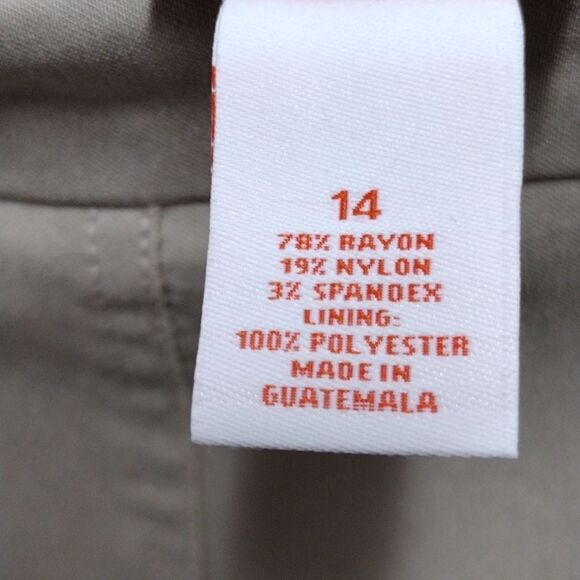 14
78% RAYON
19% NYLON
3% SPANDEX
LINING:
100% POLYESTER
MADE IN
GUATEMALA